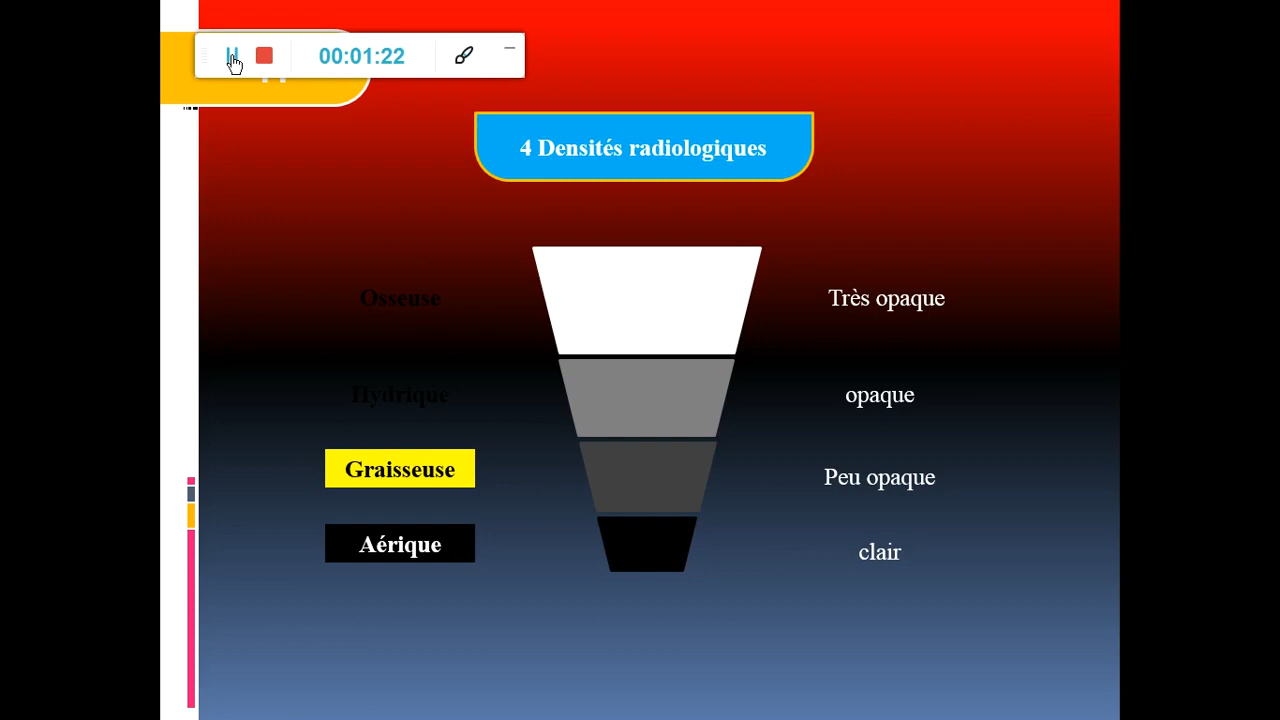 00:01:22
4 Densités radiologiques
Osseuse
Très opaque
Hydrique
opaque
Graisseuse
Peu opaque
Aérique
clair